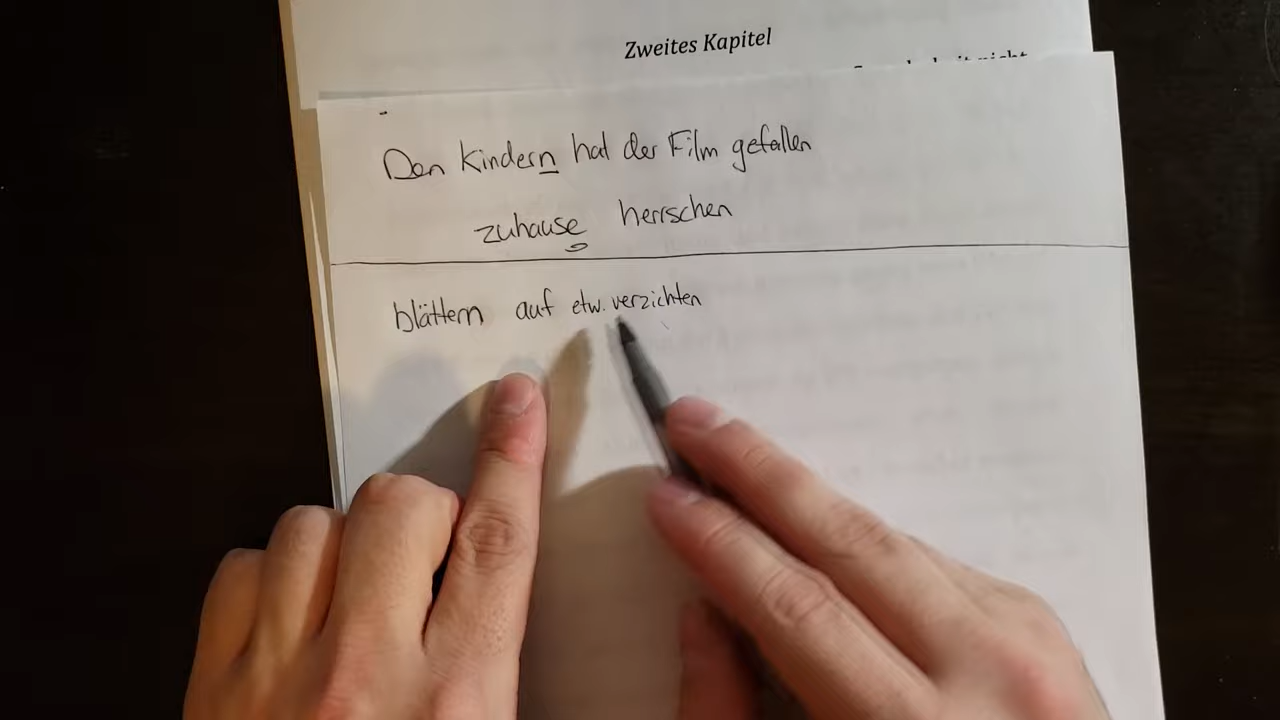 Zweites Kapitel
Den Kindern hat der Film gefallen
zuhause herrschen
blättern auf etw. verzichten